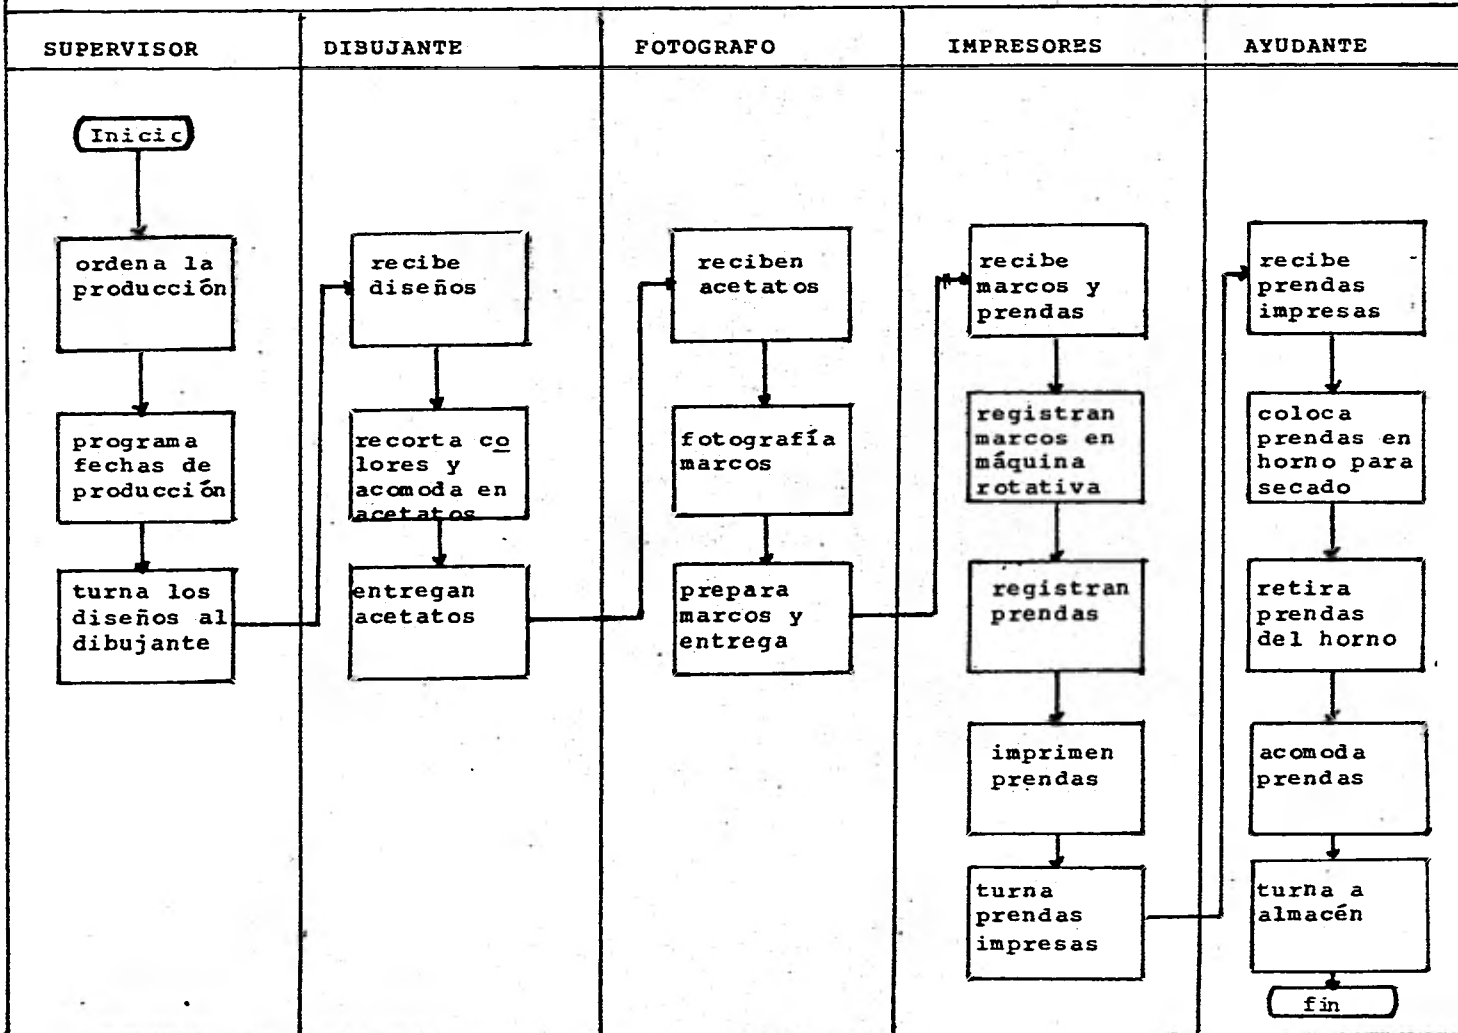 SUPERVISOR
DIBUJANTE
FOTOGRAFO
IMPRESORES
AYUDANTE
Inicic
ordena la
producción
programa
fechas de
producción
turna los
diseños al
dibujante
recibe
diseños
recorta co
lores y
acomoda en
acetatos
entregan
acetatos
reciben
acetatos
fotografía
marcos
prepara
marcos y
entrega
recibe
marcos y
prendas
registran
marcos en
máquina
rotativa
registran
prendas
imprimen
prendas
turna
prendas
impresas
recibe
prendas
impresas
coloca
prendas en
horno para
secado
retira
prendas
del horno
acomoda
prendas
turna a
almacén
fin